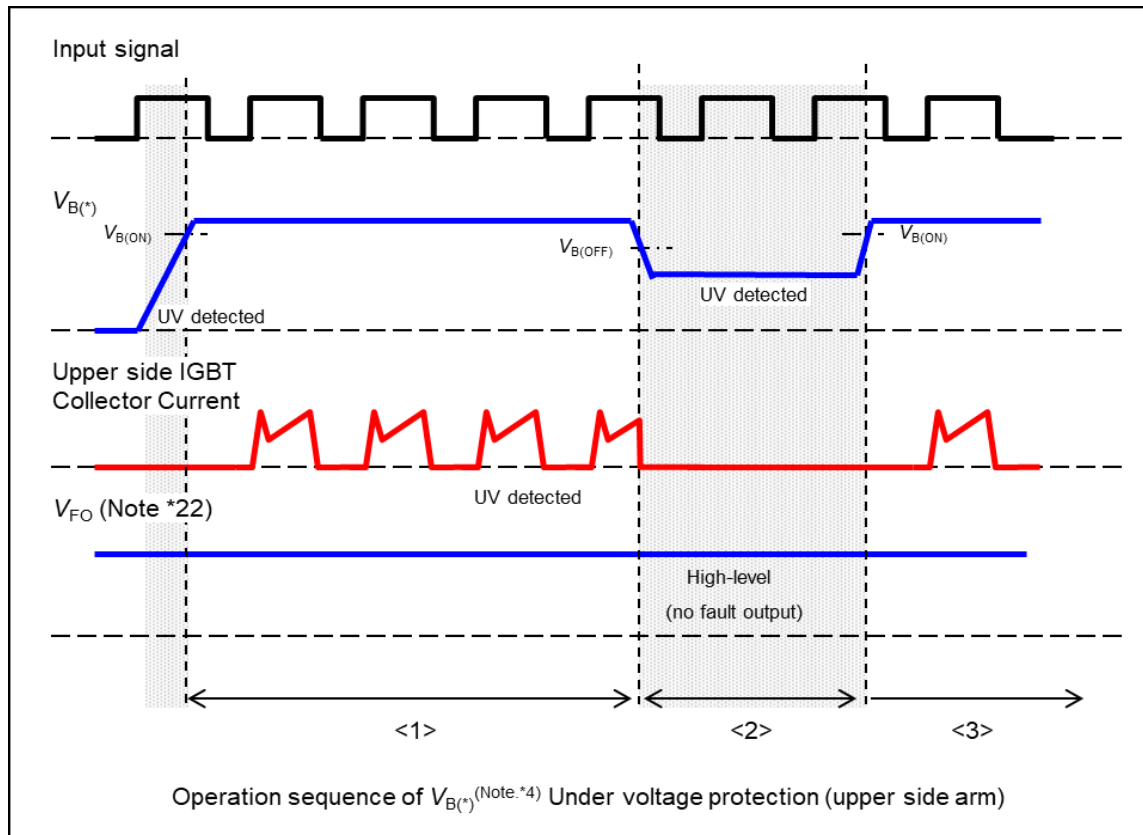 Input signal
VB(*)
VB(ON)
VB(OFF)
VB(ON)
UV detected
UV detected
Upper side IGBT
Collector Current
UV detected
VFO (Note *22)
High-level
(no fault output)
<1>
<2>
<3>
Operation sequence of VB(*)(Note.*4) Under voltage protection (upper side arm)